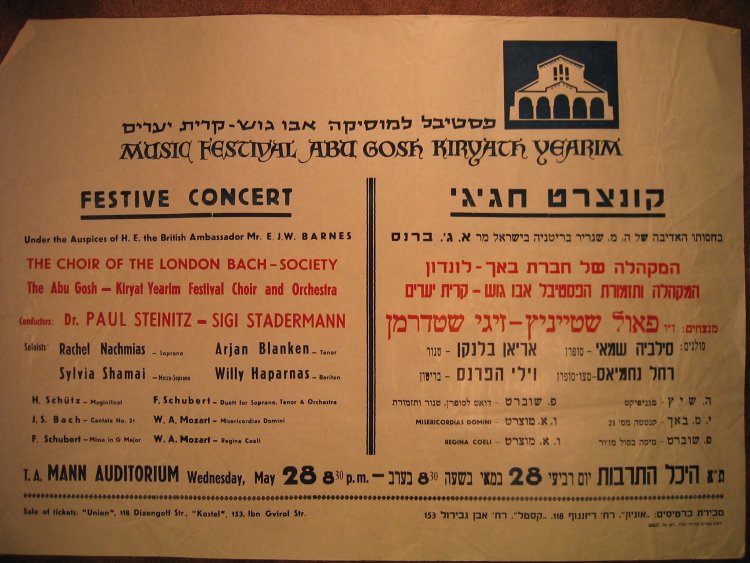 פסטיבל למוסיקה אבו גוש-קרית יערים
MUSIC FESTIVAL ABU GOSH KIRYATH YEARIM
FESTIVE CONCERT
Under the Auspices of H. E. the British Ambassador Mr. E. J.W. BARNES
THE CHOIR OF THE LONDON BACH – SOCIETY
The Abu Gosh – Kiryat Yearim Festival Choir and Orchestra
Conductors: Dr. PAUL STEINITZ – SIGI STADERMANN
Soloists: Rachel Nachmias – Soprano Arjan Blanken – Tenor
Sylvia Shamai – Mezzo-Soprano Willy Haparnas – Bariton
H. Schütz – Magnificat F. Schubert – Duett for Soprano, Tenor & Orchestra
J. S. Bach – Cantata No. 21 W. A. Mozart – Misericordias Domini
F. Schubert – Missa in G Major W. A. Mozart – Regina Coeli
קונצרט חגיגי
בחסותו האדיבה של ה. מ. שגריר בריטניה בישראל מר א. ג'. ברנס
המקהלה של חברת באך - לונדון
המקהלה ותזמורת הפסטיבל אבו גוש – קרית יערים
מנצחים: ד"ר פאול שטייניץ – זיגי שטדרמן
סולנים: סילביה שמאי - סופרן אריאן בלנקן - טנור
רחל נחמיאס - מצו-סופרן וילי הפרנס - בריטון
ה. שיץ - מגניפיקט פ. שוברט - דואט לסופרן, טנור ותזמורת
י. ס. באך - קנטטה מס' 21 ו. א. מוצרט - MISERICORDIAS DOMINI
פ. שוברט - מיסה בסול מז'ור ו. א. מוצרט - REGINA COELI
T. A. MANN AUDITORIUM Wednesday, May 28 8³⁰ p.m. – ת"א היכל התרבות יום רביעי 28 במאי בשעה 8³⁰ בערב
Sale of tickets: "Union", 118 Dizengoff Str., "Kastel", 153, Ibn Gvirol Str.
מכירת כרטיסים: "אוניון", רח' דיזנגוף 118, "קסטל", רח' אבן גבירול 153